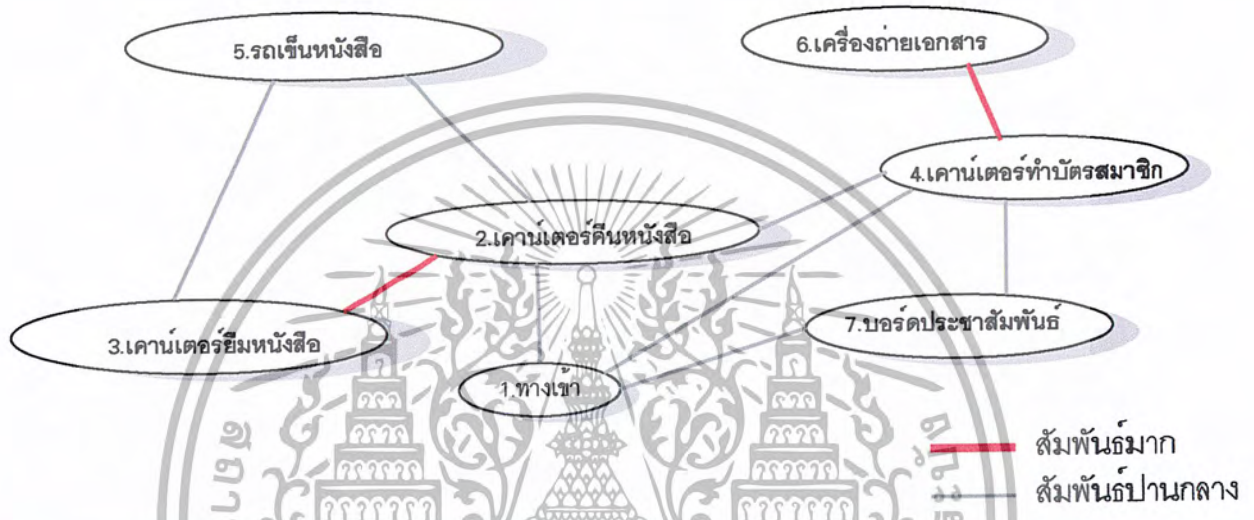 5.รถเข็นหนังสือ
6.เครื่องถ่ายเอกสาร
4.เคาน์เตอร์ทำบัตรสมาชิก
2.เคาน์เตอร์คืนหนังสือ
3.เคาน์เตอร์ยืมหนังสือ
7.บอร์ดประชาสัมพันธ์
1.ทางเข้า
สัมพันธ์มาก
สัมพันธ์ปานกลาง